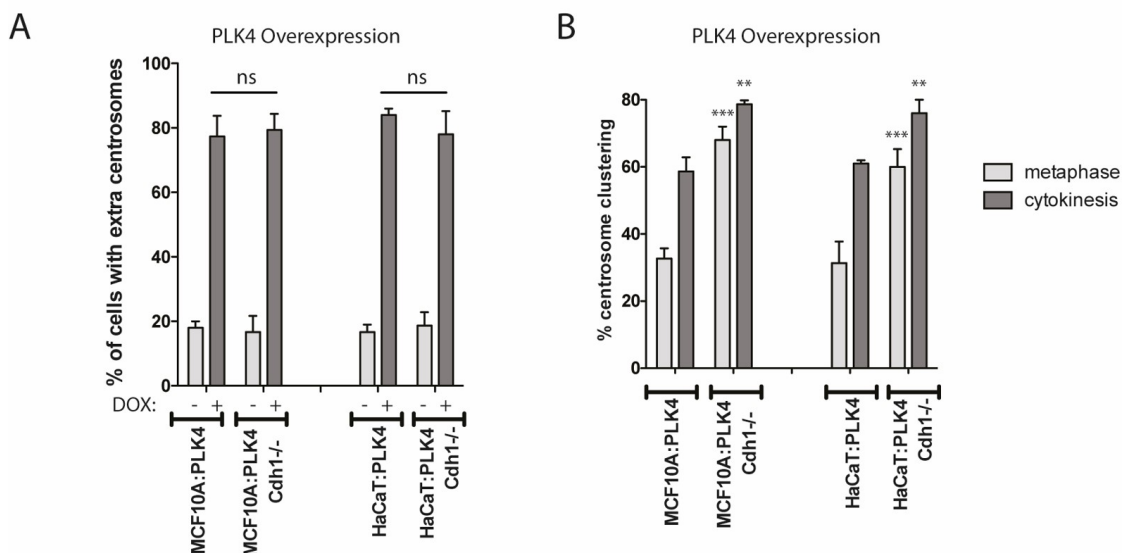 A
PLK4 Overexpression
% of cells with extra centrosomes
100
80
60
40
20
0
ns
ns
DOX:
- + - + - + - +
MCF10A:PLK4
MCF10A:PLK4
Cdh1-/-
HaCaT:PLK4
HaCaT:PLK4
Cdh1-/-
B
PLK4 Overexpression
% centrosome clustering
80
60
40
20
0
***
**
***
**
MCF10A:PLK4
MCF10A:PLK4
Cdh1-/-
HaCaT:PLK4
HaCaT:PLK4
Cdh1-/-
metaphase
cytokinesis